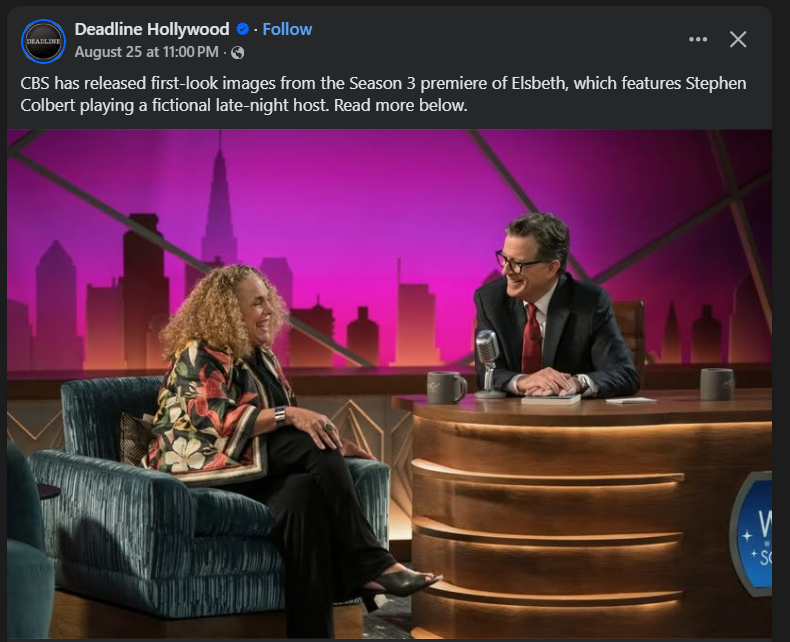 DEADLINE
Deadline Hollywood · Follow
August 25 at 11:00 PM ·
CBS has released first-look images from the Season 3 premiere of Elsbeth, which features Stephen
Colbert playing a fictional late-night host. Read more below.